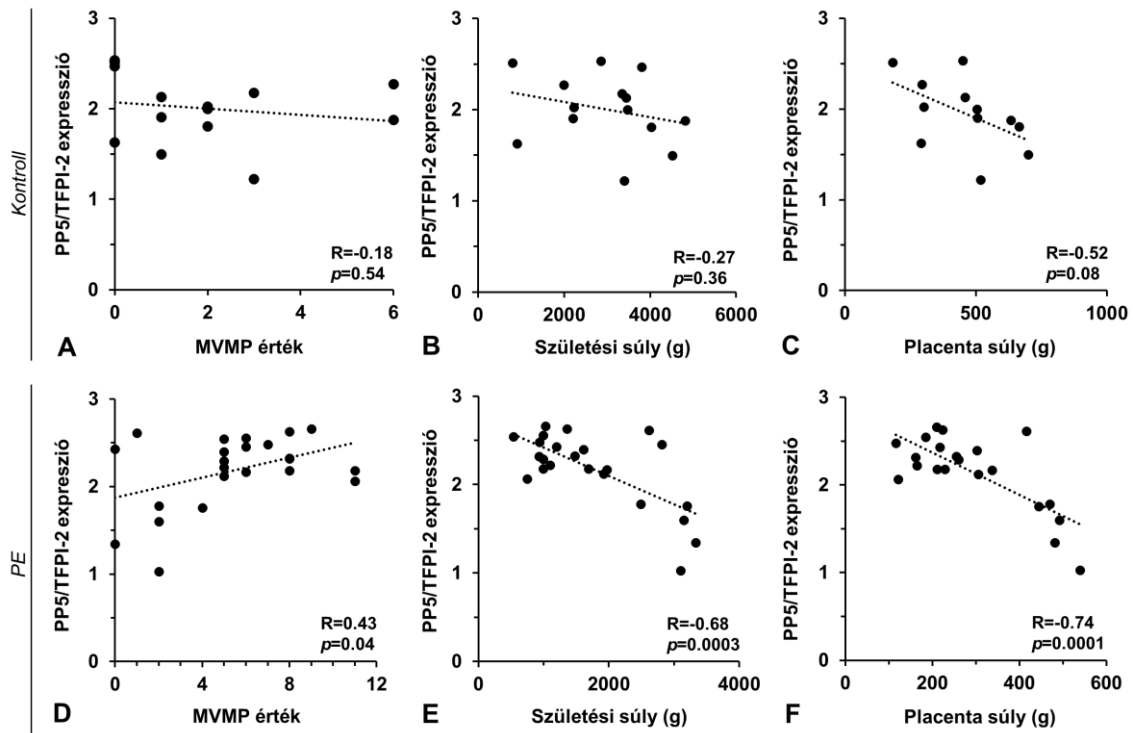 Kontroll
PP5/TFPI-2 expresszió
3
2
1
0
0
2
4
6
R=-0.18
p=0.54
A
MVMP érték
PP5/TFPI-2 expresszió
3
2
1
0
0
2000
4000
6000
R=-0.27
p=0.36
B
Születési súly (g)
PP5/TFPI-2 expresszió
3
2
1
0
0
500
1000
R=-0.52
p=0.08
C
Placenta súly (g)
PE
PP5/TFPI-2 expresszió
3
2
1
0
0
4
8
12
R=0.43
p=0.04
D
MVMP érték
PP5/TFPI-2 expresszió
3
2
1
0
0
2000
4000
R=-0.68
p=0.0003
E
Születési súly (g)
PP5/TFPI-2 expresszió
3
2
1
0
0
200
400
600
R=-0.74
p=0.0001
F
Placenta súly (g)